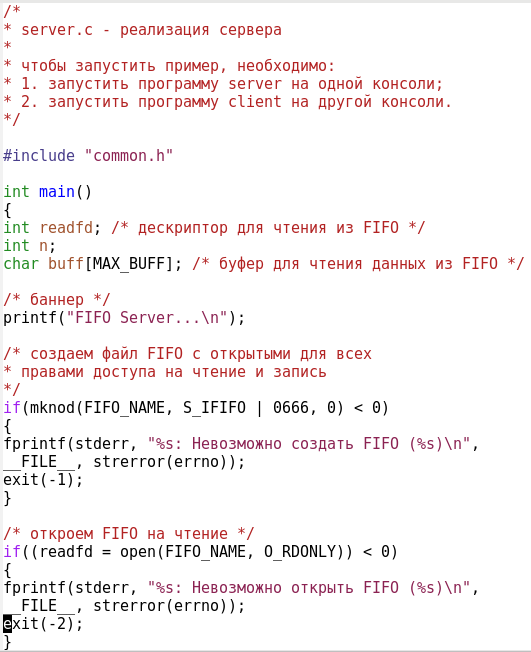 /*
* server.c - реализация сервера
*
* чтобы запустить пример, необходимо:
* 1. запустить программу server на одной консоли;
* 2. запустить программу client на другой консоли.
*/
#include "common.h"
int main()
{
int readfd; /* дескриптор для чтения из FIFO */
int n;
char buff[MAX_BUFF]; /* буфер для чтения данных из FIFO */
/* баннер */
printf("FIFO Server...\n");
/* создаем файл FIFO с открытыми для всех
* правами доступа на чтение и запись
*/
if(mknod(FIFO_NAME, S_IFIFO | 0666, 0) < 0)
{
fprintf(stderr, "%s: Невозможно создать FIFO (%s)\n",
__FILE__, strerror(errno));
exit(-1);
}
/* откроем FIFO на чтение */
if((readfd = open(FIFO_NAME, O_RDONLY)) < 0)
{
fprintf(stderr, "%s: Невозможно открыть FIFO (%s)\n",
__FILE__, strerror(errno));
exit(-2);
}